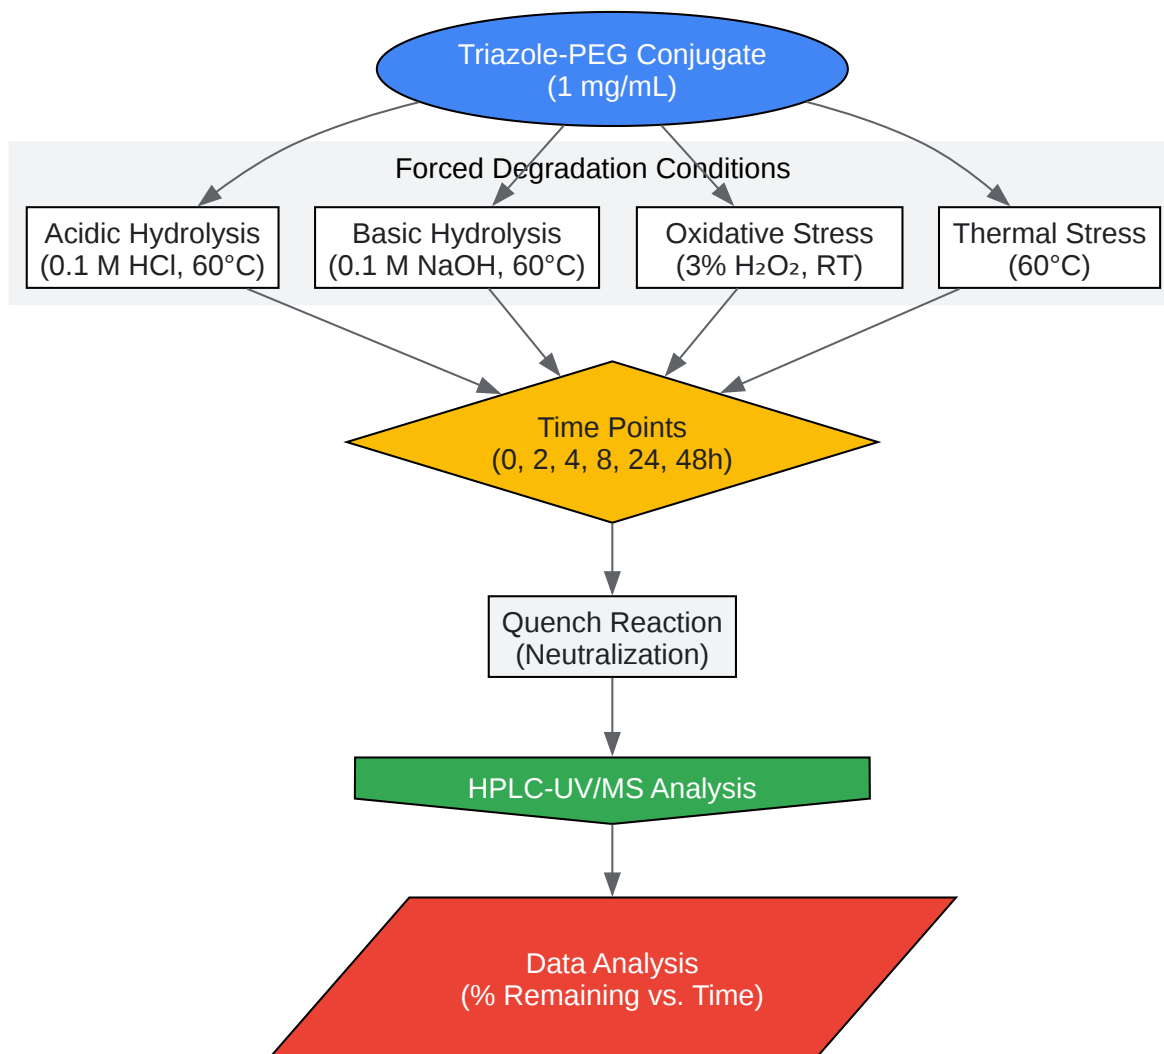 Triazole-PEG Conjugate
(1 mg/mL)
Forced Degradation Conditions
Acidic Hydrolysis
(0.1 M HCl, 60°C)
Basic Hydrolysis
(0.1 M NaOH, 60°C)
Oxidative Stress
(3% H₂O₂, RT)
Thermal Stress
(60°C)
Time Points
(0, 2, 4, 8, 24, 48h)
Quench Reaction
(Neutralization)
HPLC-UV/MS Analysis
Data Analysis
(% Remaining vs. Time)